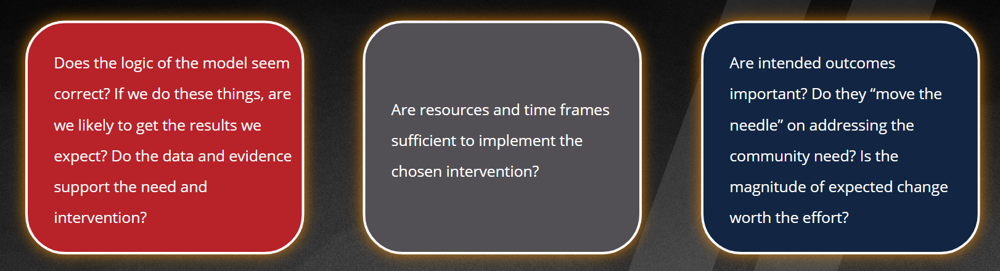 Does the logic of the model seem
correct? If we do these things, are
we likely to get the results we
expect? Do the data and evidence
support the need and
intervention?
Are resources and time frames
sufficient to implement the
chosen intervention?
Are intended outcomes
important? Do they “move the
needle” on addressing the
community need? Is the
magnitude of expected change
worth the effort?